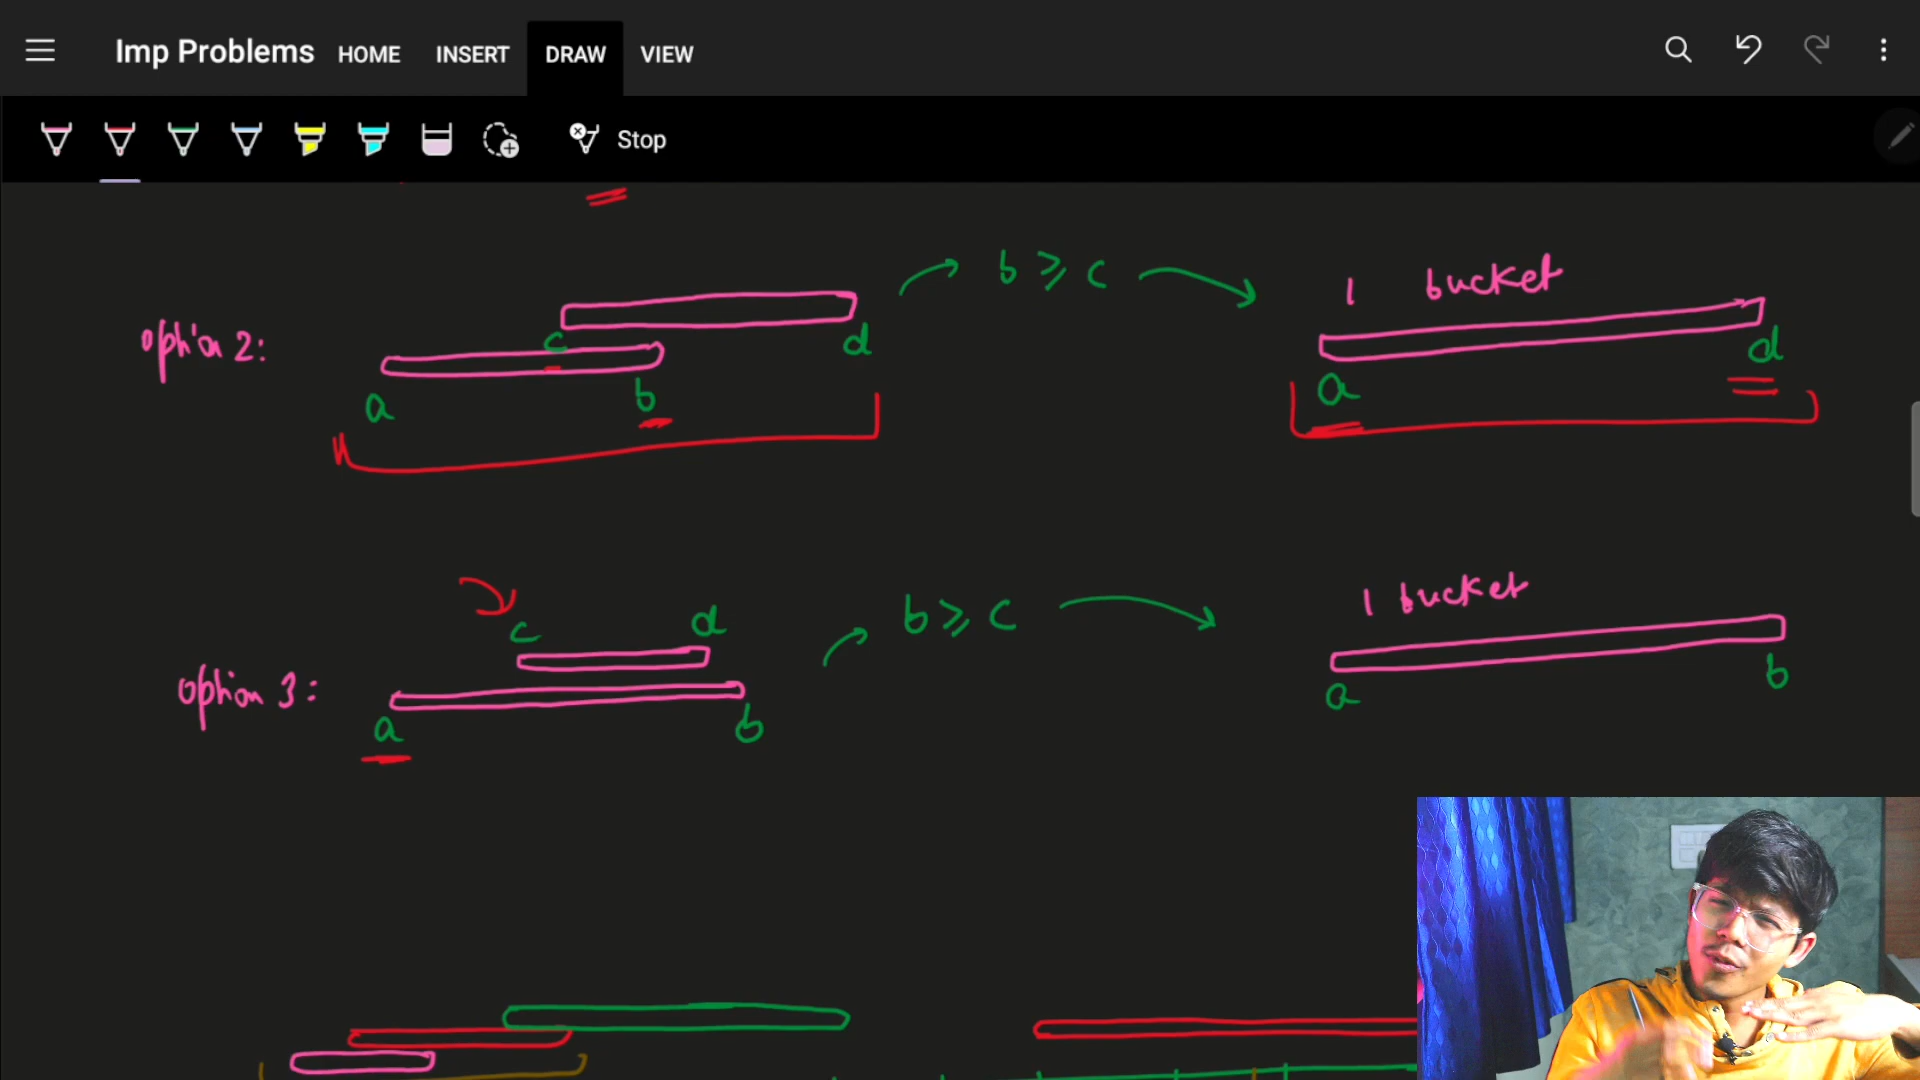 Imp Problems HOME INSERT DRAW VIEW
Stop
b ⩾ c
1 bucket
option 2:
c
d
a
b
a
d
1 bucket
c
d
b ⩾ c
option 3:
a
b
a
b